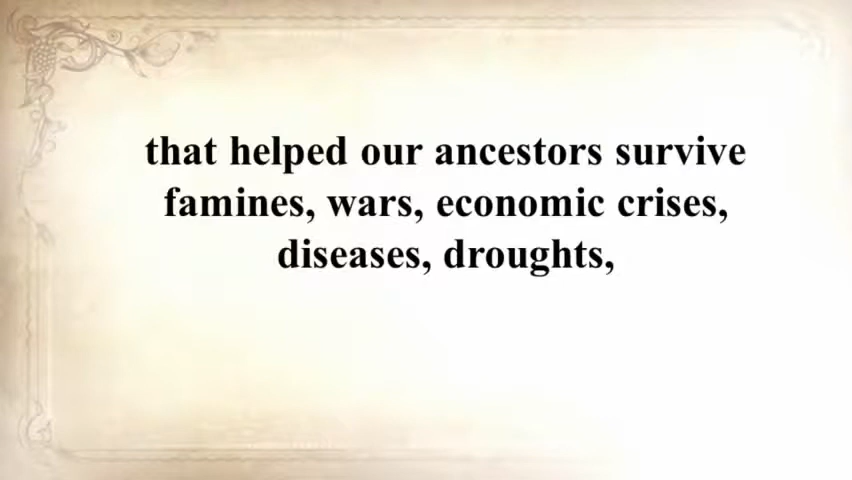 that helped our ancestors survive
famines, wars, economic crises,
diseases, droughts,